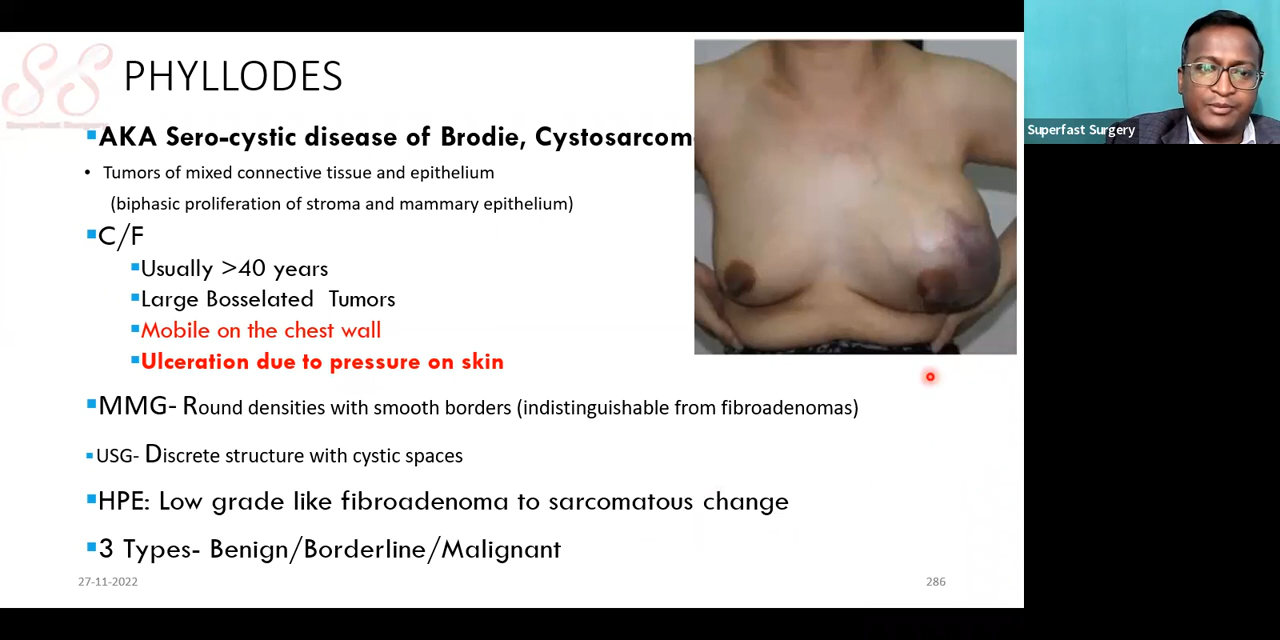 PHYLLODES
Superfast Surgery
▪AKA Sero-cystic disease of Brodie, Cystosarcom
• Tumors of mixed connective tissue and epithelium
(biphasic proliferation of stroma and mammary epithelium)
▪C/F
▪Usually >40 years
▪Large Bosselated Tumors
▪Mobile on the chest wall
▪Ulceration due to pressure on skin
▪MMG- Round densities with smooth borders (indistinguishable from fibroadenomas)
▪USG- Discrete structure with cystic spaces
▪HPE: Low grade like fibroadenoma to sarcomatous change
▪3 Types- Benign/Borderline/Malignant
27-11-2022
286
SS
Superfast Surgery